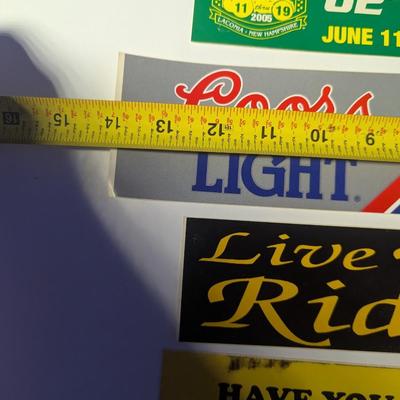 11 thru 19
2005
LACONIA - NEW HAMPSHIRE
JUNE 11
Coors
16 15 14 13 12 11 10 9
LIGHT®
Live
Rid
HAVE YOU